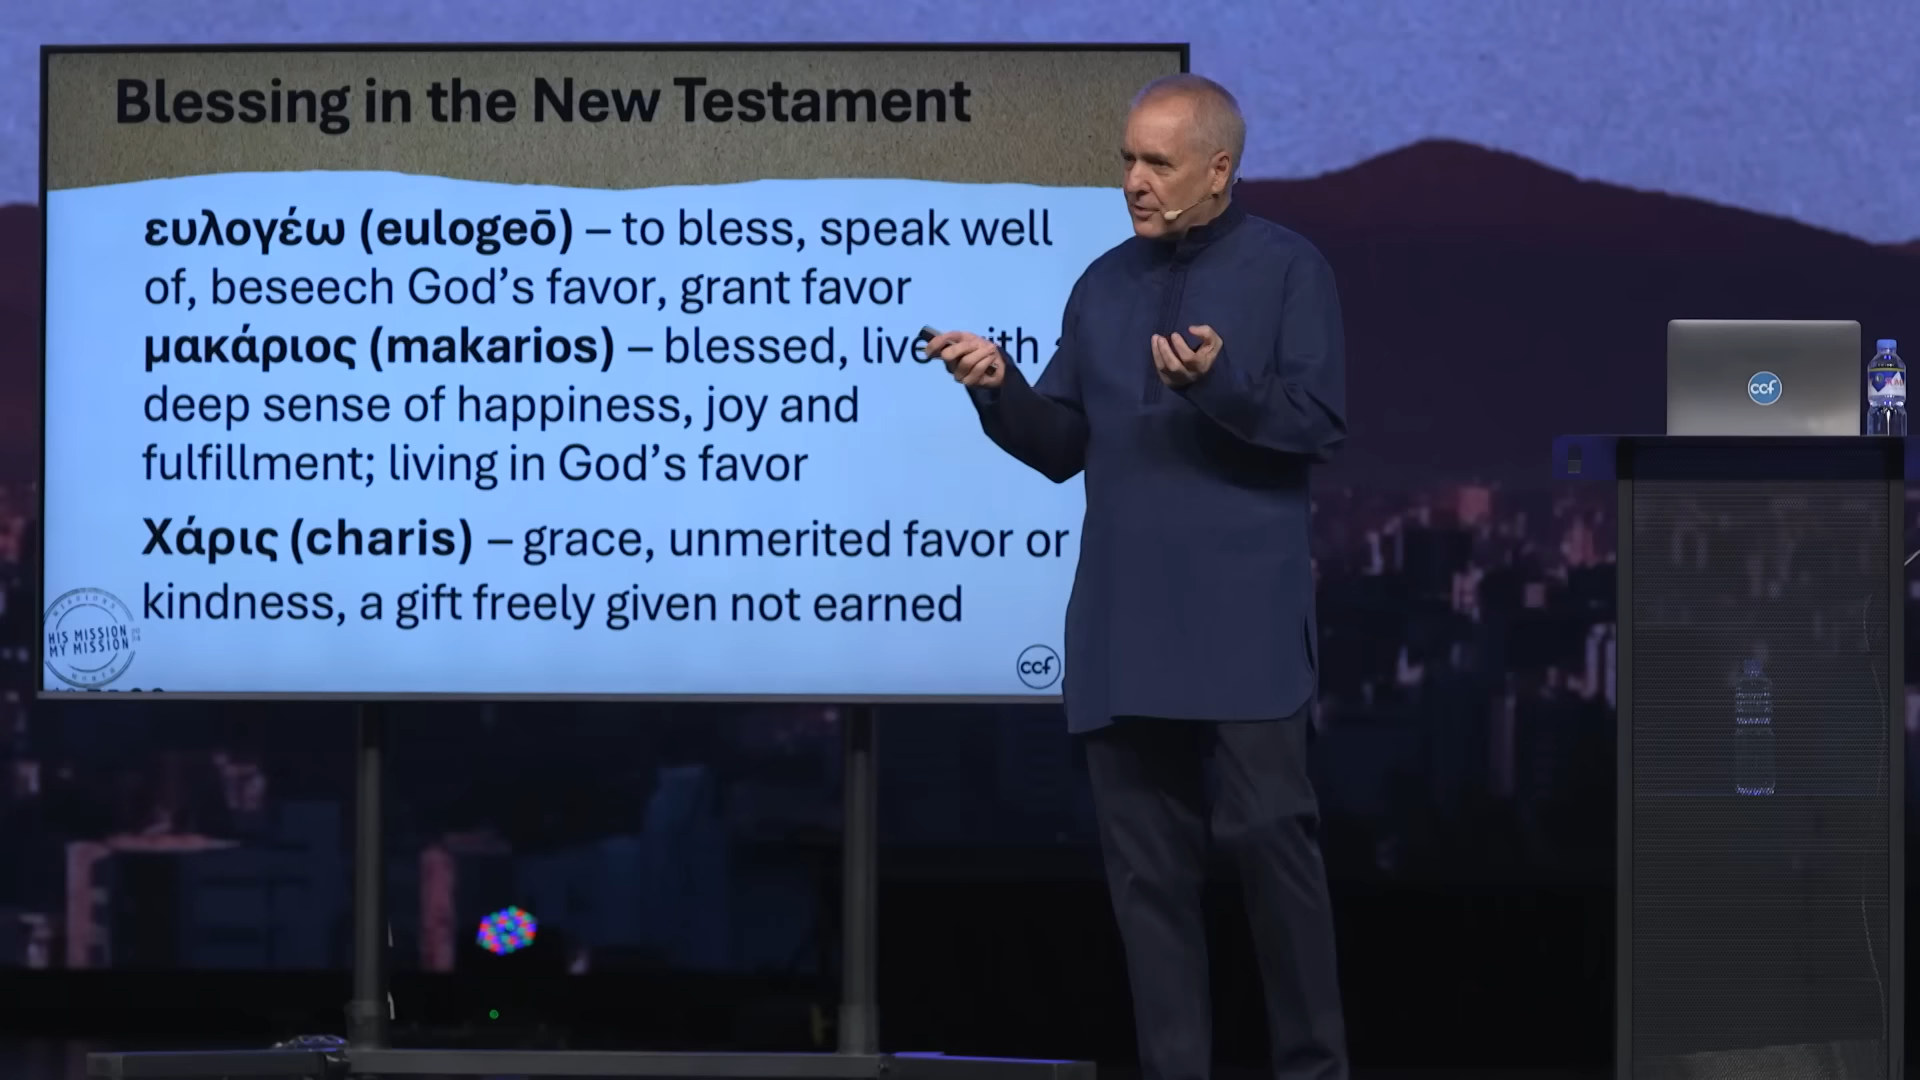 Blessing in the New Testament
ευλογέω (eulogeō) – to bless, speak well
of, beseech God's favor, grant favor
μακάριος (makarios) – blessed,
deep sense of happiness, joy and
fulfillment; living in God's favor
Χάρις (charis) – grace, unmerited favor or
kindness, a gift freely given not earned
HIS MISSION
MY MISSION
ccf
ccf